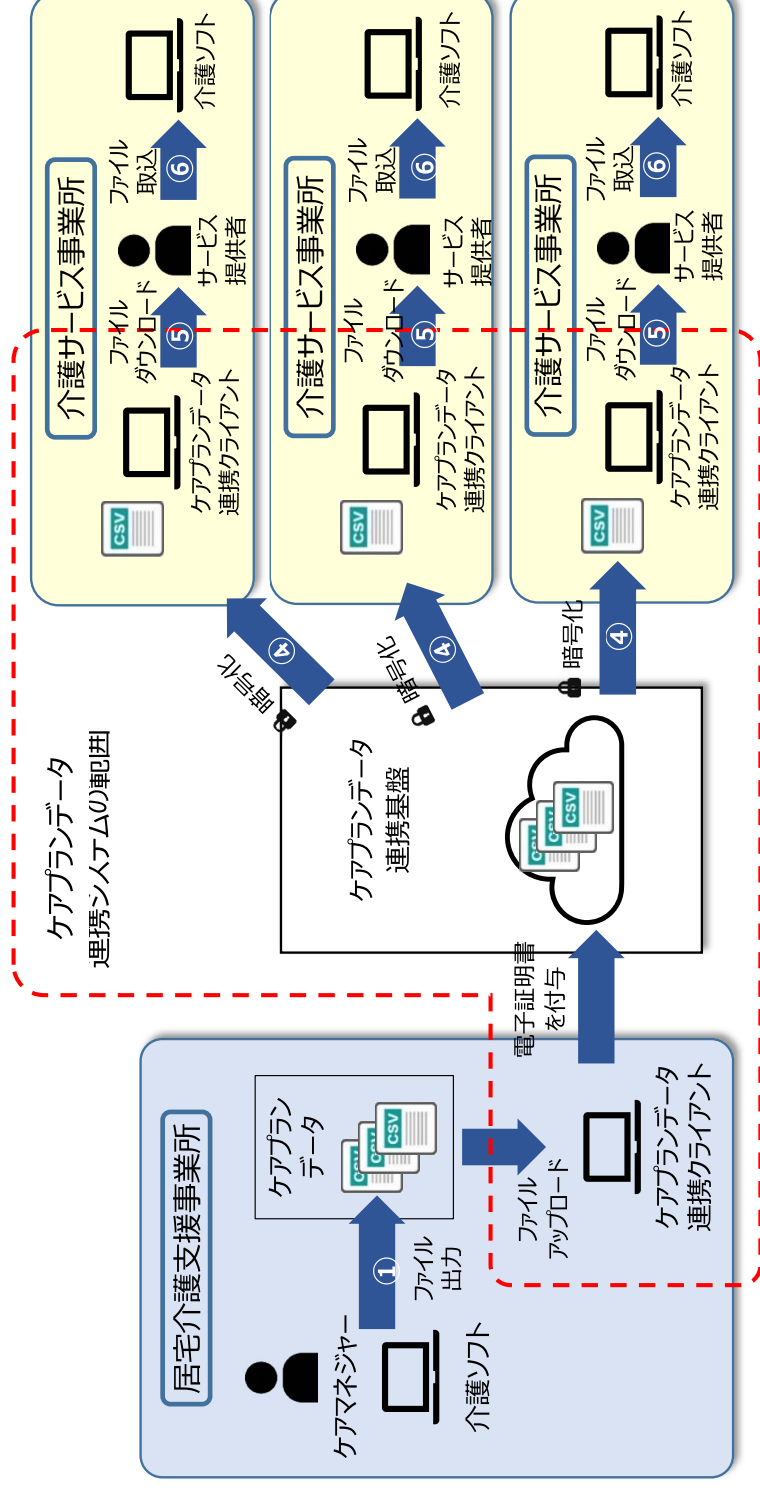 居宅介護支援事業所
ケアマネジャー
介護ソフト
①
ファイル
出力
ケアプラン
データ
CSV
CSV
CSV
ファイル
アップロード
ケアプランデータ
連携クライアント
電子証明書
を付与
ケアプランデータ
連携システムの範囲
ケアプランデータ
連携基盤
CSV
CSV
CSV
暗号化
④
暗号化
④
暗号化
④
介護サービス事業所
CSV
ケアプランデータ
連携クライアント
ファイル
ダウンロード
⑤
サービス
提供者
ファイル
取込
⑥
介護ソフト
介護サービス事業所
CSV
ケアプランデータ
連携クライアント
ファイル
ダウンロード
⑤
サービス
提供者
ファイル
取込
⑥
介護ソフト
介護サービス事業所
CSV
ケアプランデータ
連携クライアント
ファイル
ダウンロード
⑤
サービス
提供者
ファイル
取込
⑥
介護ソフト